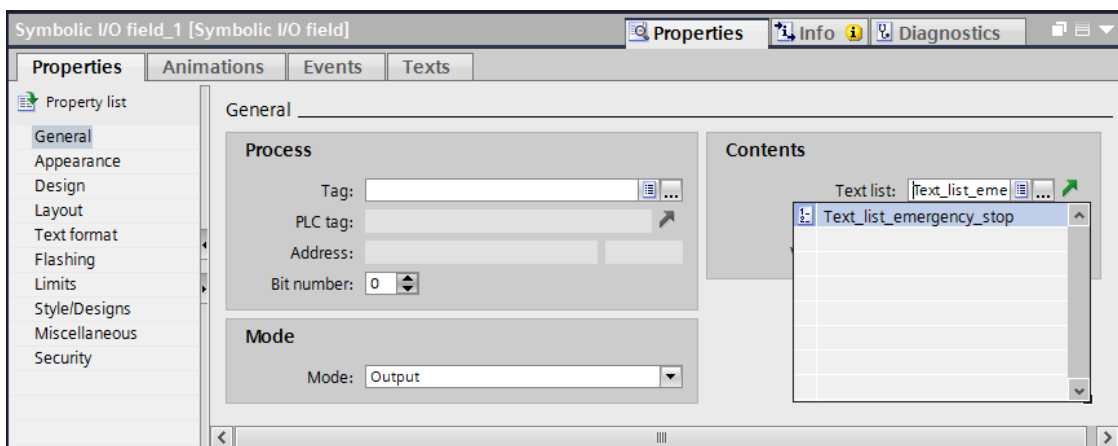 Symbolic I/O field_1 [Symbolic I/O field]
Properties Info Diagnostics
Properties Animations Events Texts
Property list
General
Appearance
Design
Layout
Text format
Flashing
Limits
Style/Designs
Miscellaneous
Security
General
Process
Tag: ...
PLC tag:
Address:
Bit number: 0
Mode
Mode: Output
Contents
Text list: Text_list_eme ...
Text_list_emergency_stop